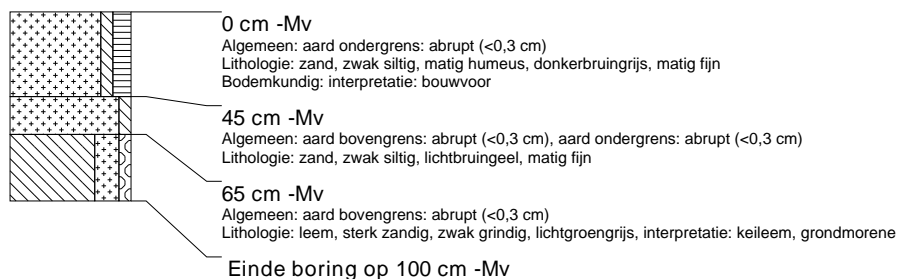 0 cm -Mv
Algemeen: aard ondergrens: abrupt (<0,3 cm)
Lithologie: zand, zwak siltig, matig humeus, donkerbruingrijs, matig fijn
Bodemkundig: interpretatie: bouwvoor
45 cm -Mv
Algemeen: aard bovengrens: abrupt (<0,3 cm), aard ondergrens: abrupt (<0,3 cm)
Lithologie: zand, zwak siltig, lichtbruingeel, matig fijn
65 cm -Mv
Algemeen: aard bovengrens: abrupt (<0,3 cm)
Lithologie: leem, sterk zandig, zwak grindig, lichtgroengrijs, interpretatie: keileem, grondmorene
Einde boring op 100 cm -Mv